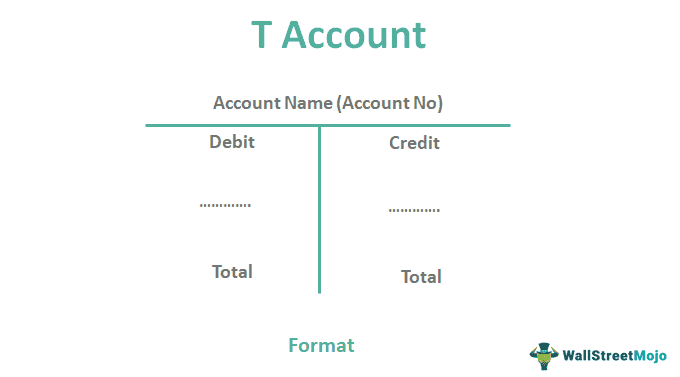 T Account
Account Name (Account No)
Debit Credit
............. .............
Total Total
Format
WallStreetMojo